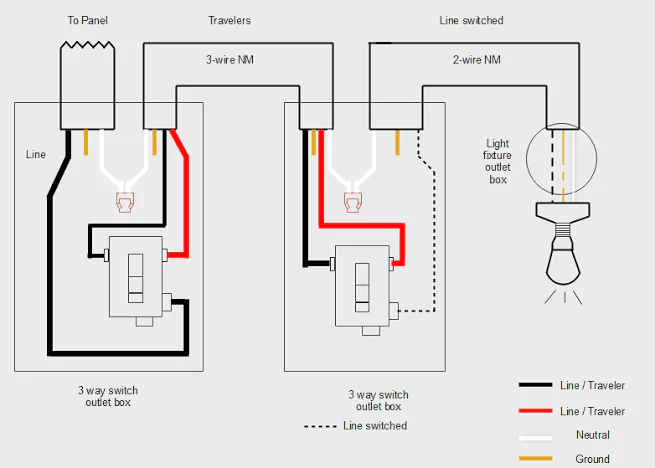 To Panel
Travelers
Line switched
3-wire NM
2-wire NM
Line
Light
fixture
outlet
box
3 way switch
outlet box
3 way switch
outlet box
Line switched
Line / Traveler
Line / Traveler
Neutral
Ground